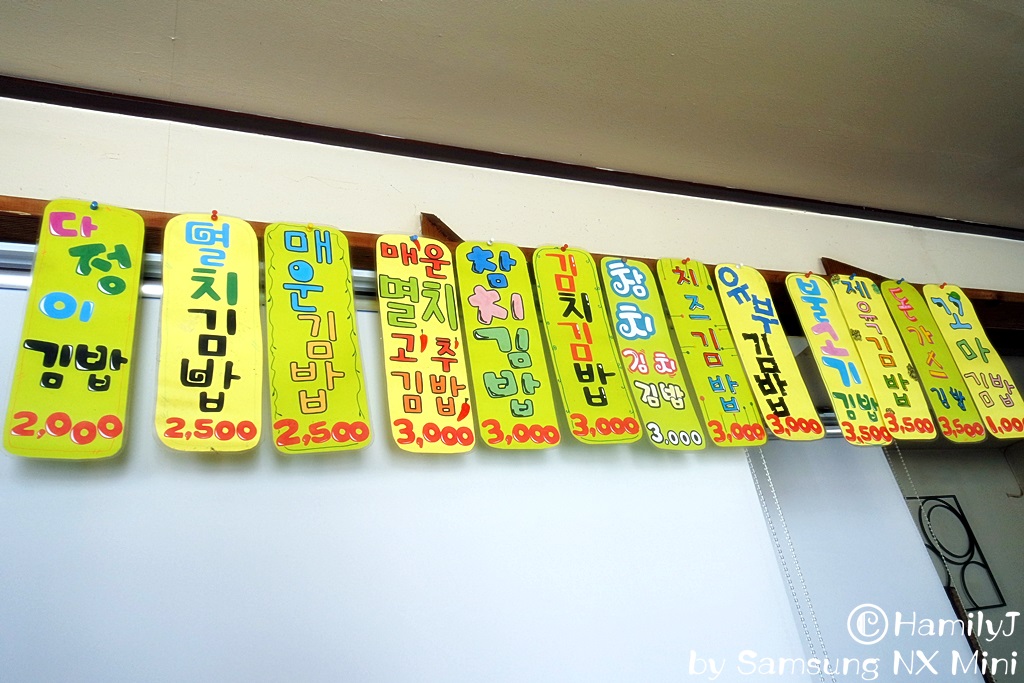 다정
이
김밥
2,000
멸치김밥
2,500
매운김밥
2,500
매운
멸치
고추
김밥
3,000
참치김밥
3,000
김치김밥
3,000
참치
김치
김밥
3,000
치즈김밥
3,000
유부김밥
3,000
불고기
김밥
3,500
제육김밥
3,500
돈가스
김밥
3,500
꼬마
김밥
1,000
©HamilyJ
by Samsung NX Mini